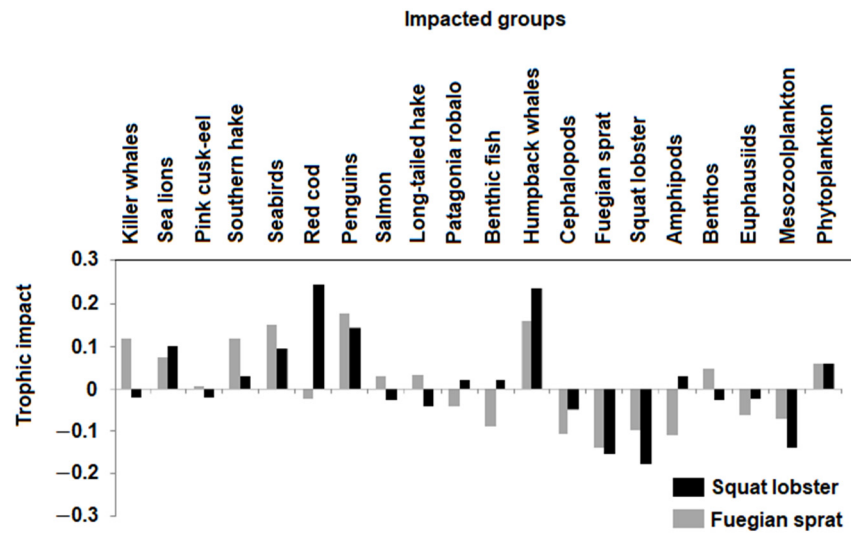 Impacted groups
Killer whales
Sea lions
Pink cusk-eel
Southern hake
Seabirds
Red cod
Penguins
Salmon
Long-tailed hake
Patagonia robalo
Benthic fish
Humpback whales
Cephalopods
Fuegian sprat
Squat lobster
Amphipods
Benthos
Euphausiids
Mesozoolpankton
Phytoplankton
Trophic impact
0.3
0.2
0.1
0
−0.1
−0.2
−0.3
Squat lobster
Fuegian sprat